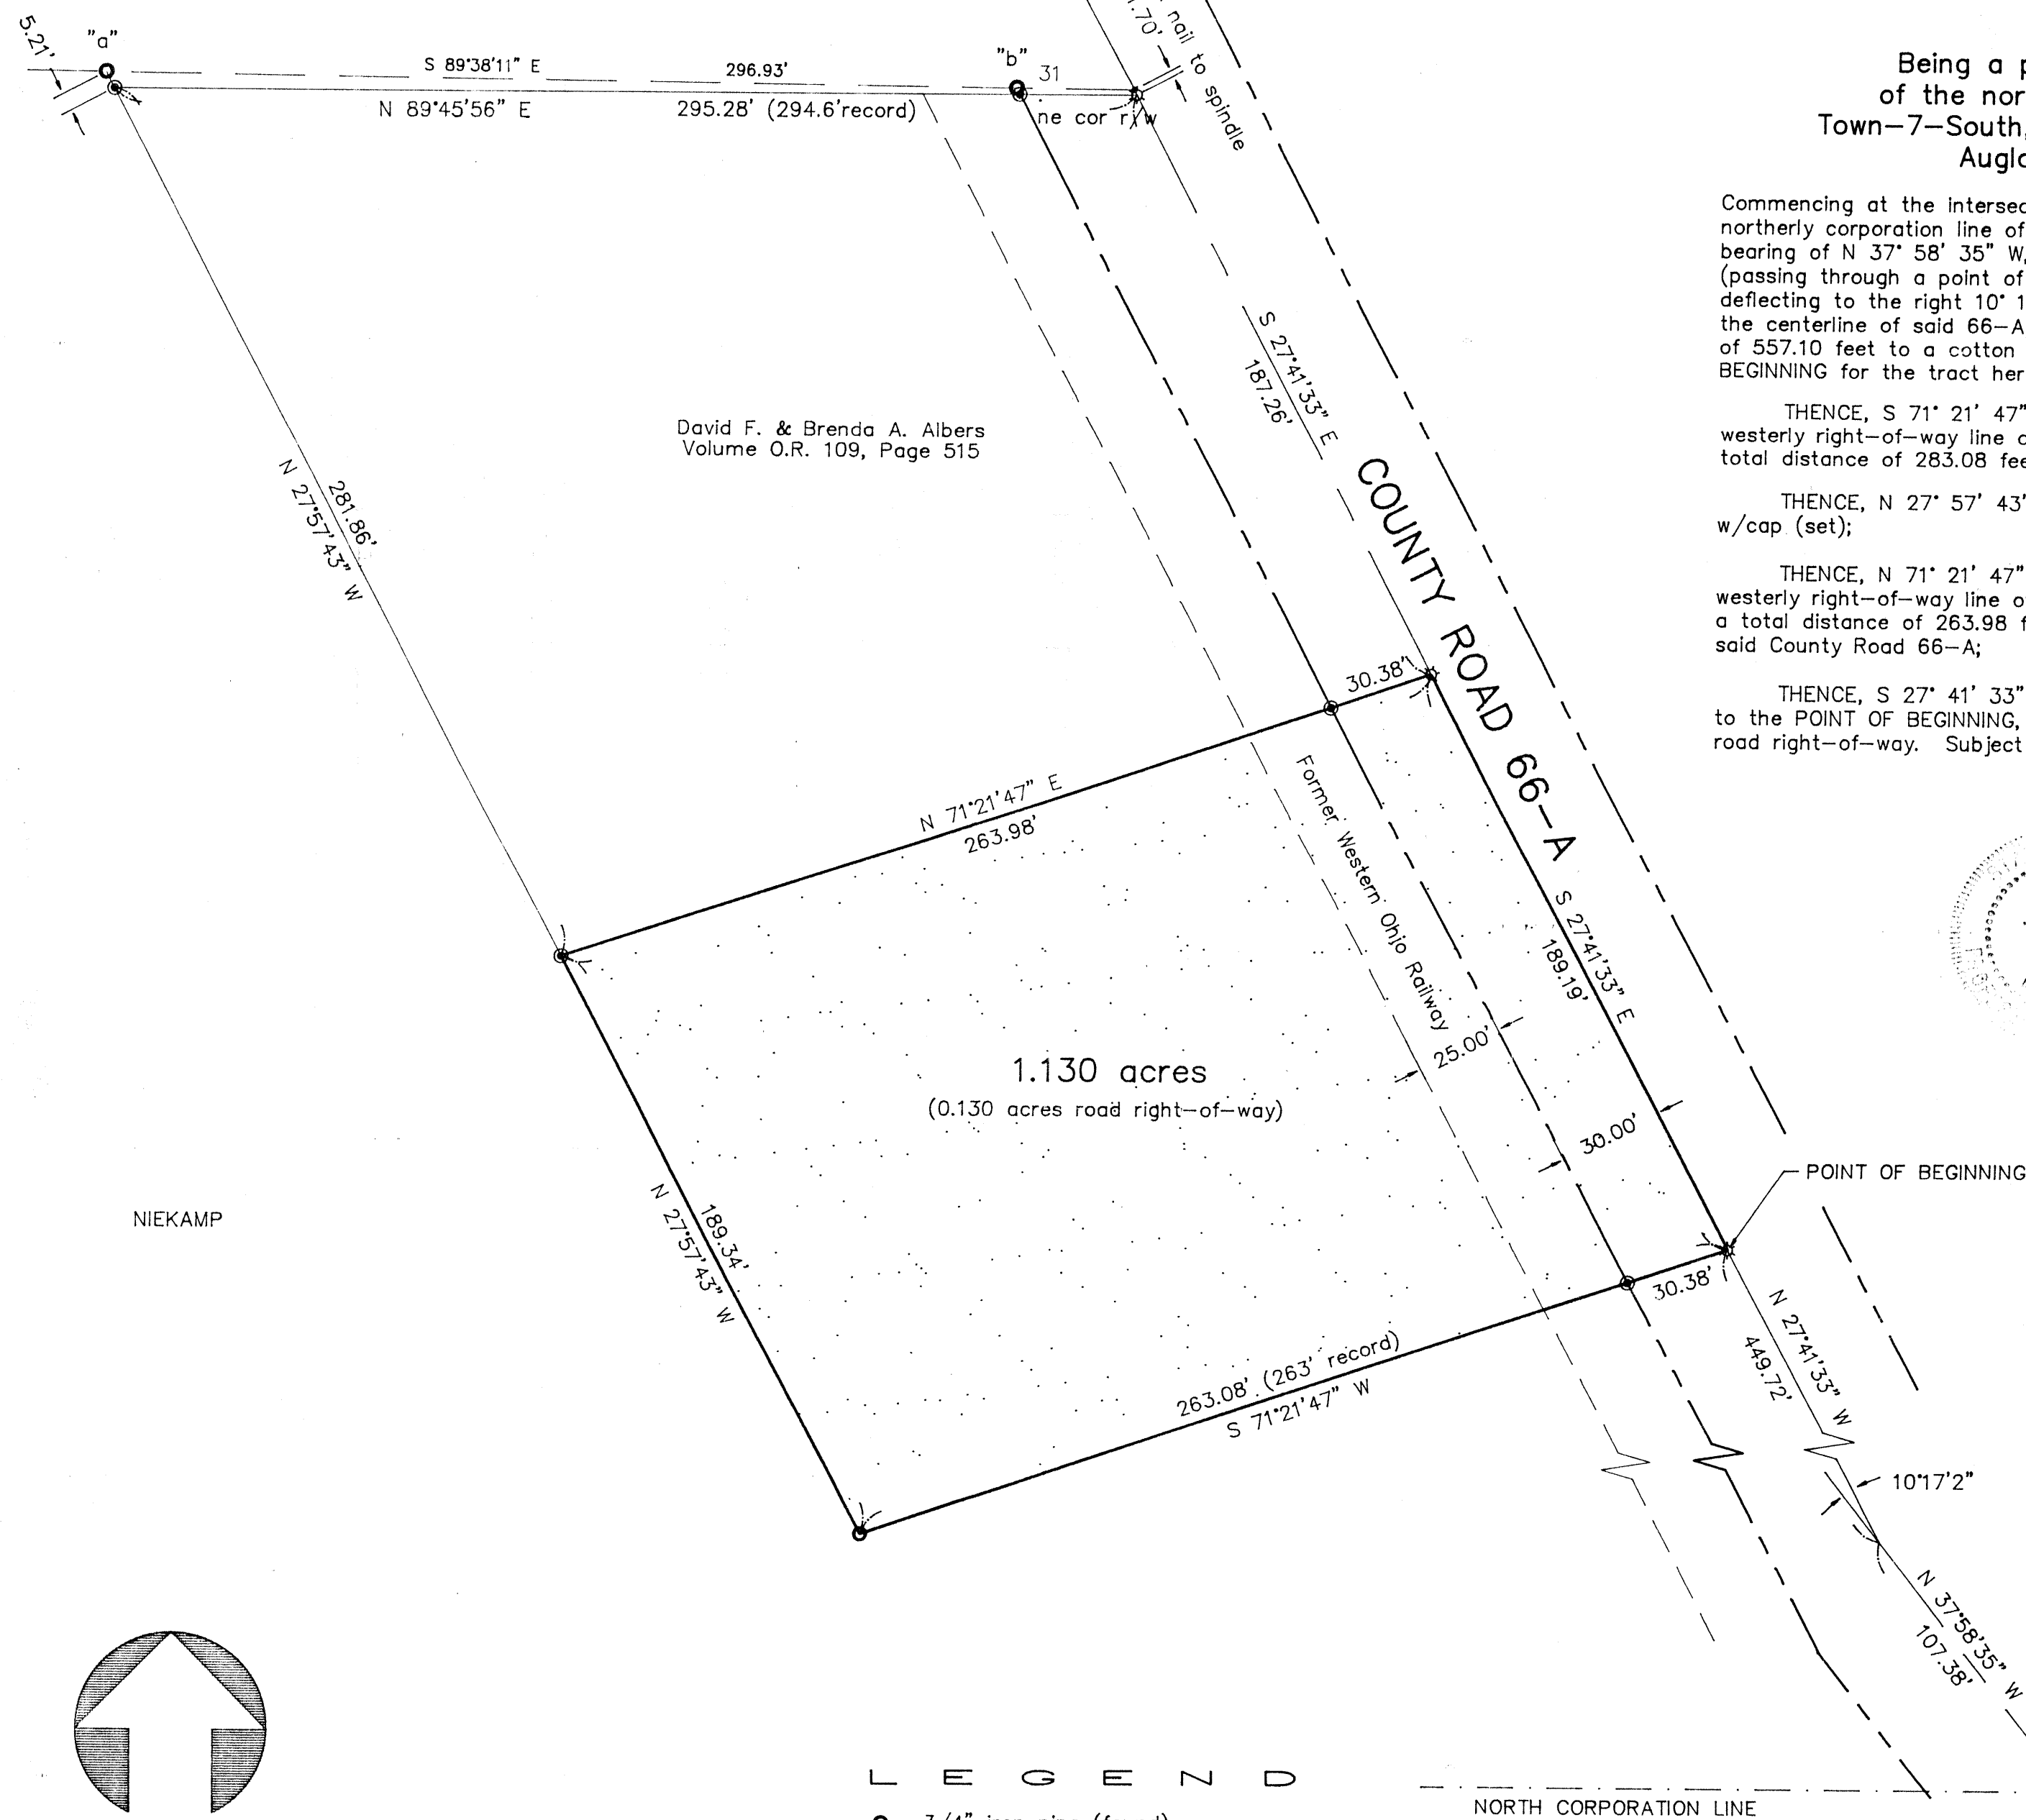 5.21'
"a"
S 89°38'11" E
296.93'
"b"
31
N 89°45'56" E
295.28' (294.6'record)
ne cor r/w
.70'
nail to spindle
Being a
of the
Town-7-South,
Commencing at the
northerly corporation line of
bearing of N 37° 58' 35" W,
(passing through a point of
deflecting to the right 10°
the centerline of said 66-A
of 557.10 feet to a cotton
BEGINNING for the tract
THENCE, S 71° 21' 47"
westerly right-of-way line
total distance of 283.08
THENCE, N 27° 57' 43"
w/cap (set);
THENCE, N 71° 21' 47"
westerly right-of-way line
a total distance of 263.98
said County Road 66-A;
THENCE, S 27° 41' 33"
to the POINT OF BEGINNING,
road right-of-way. Subject
S 27°41'33" E
187.26'
David F. & Brenda A. Albers
Volume O.R. 109, Page 515
281.86'
N 27°57'43" W
COUNTY ROAD 66-A
30.38'
N 71°21'47" E
263.98'
Former Western Ohio Railway
S 27°41'33" E
189.19'
25.00'
1.130 acres
(0.130 acres road right-of-way)
30.00'
POINT OF BEGINNING
NIEKAMP
189.34'
N 27°57'43" W
30.38'
263.08' (263' record)
S 71°21'47" W
N 27°41'33" W
449.72'
10°17'2"
N 37°58'35" W
107.38'
LEGEND
3/4" iron pipe (found)
NORTH CORPORATION LINE